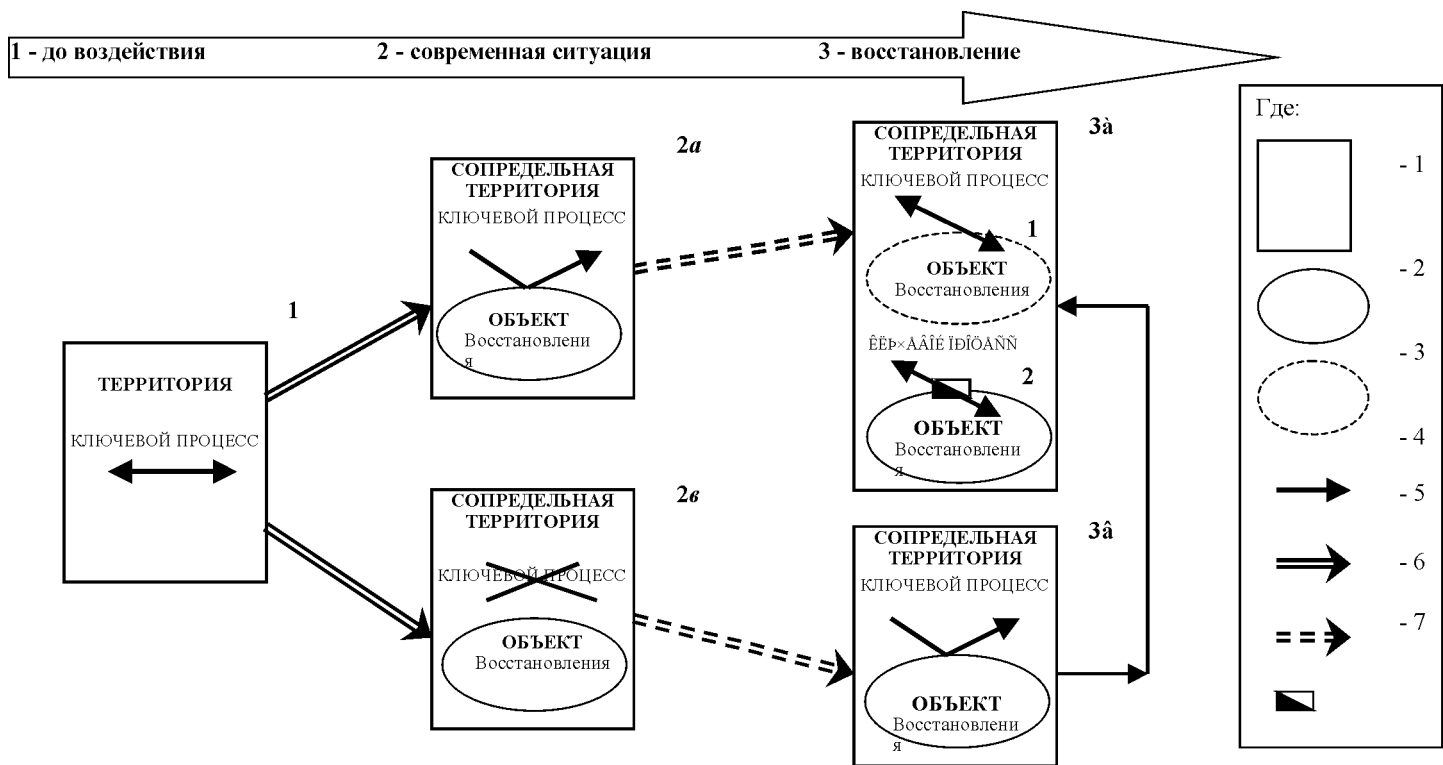 1 - до воздействия 2 - современная ситуация 3 - восстановление
1
ТЕРРИТОРИЯ
КЛЮЧЕВОЙ ПРОЦЕСС
2а
СОПРЕДЕЛЬНАЯ
ТЕРРИТОРИЯ
КЛЮЧЕВОЙ ПРОЦЕСС
ОБЪЕКТ
Восстановлени
я
2в
СОПРЕДЕЛЬНАЯ
ТЕРРИТОРИЯ
КЛЮЧЕВОЙ ПРОЦЕСС
ОБЪЕКТ
Восстановления
3à
СОПРЕДЕЛЬНАЯ
ТЕРРИТОРИЯ
КЛЮЧЕВОЙ ПРОЦЕСС
1
ОБЪЕКТ
Восстановления
ÊËÞ×ÅÂÎÉ ÏÐÎÖÅÑÑ
2
ОБЪЕКТ
Восстановлени
я
3â
СОПРЕДЕЛЬНАЯ
ТЕРРИТОРИЯ
КЛЮЧЕВОЙ ПРОЦЕСС
ОБЪЕКТ
Восстановлени
я
Где:
- 1
- 2
- 3
- 4
- 5
- 6
- 7